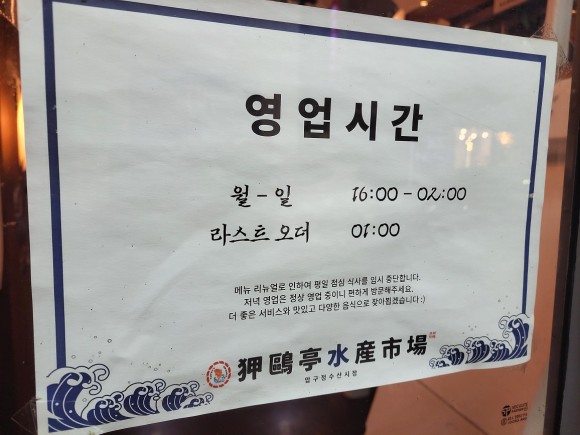 영업시간
월 - 일 16:00 - 02:00
라스트 오더 01:00
메뉴 리뉴얼로 인하여 평일 점심 식사를 임시 중단합니다.
저녁 영업은 정상 영업 중이니 편하게 방문해주세요.
더 좋은 서비스와 맛있고 다양한 음식으로 찾아뵙겠습니다 :)
狎鷗亭水産市場
압구정수산시장